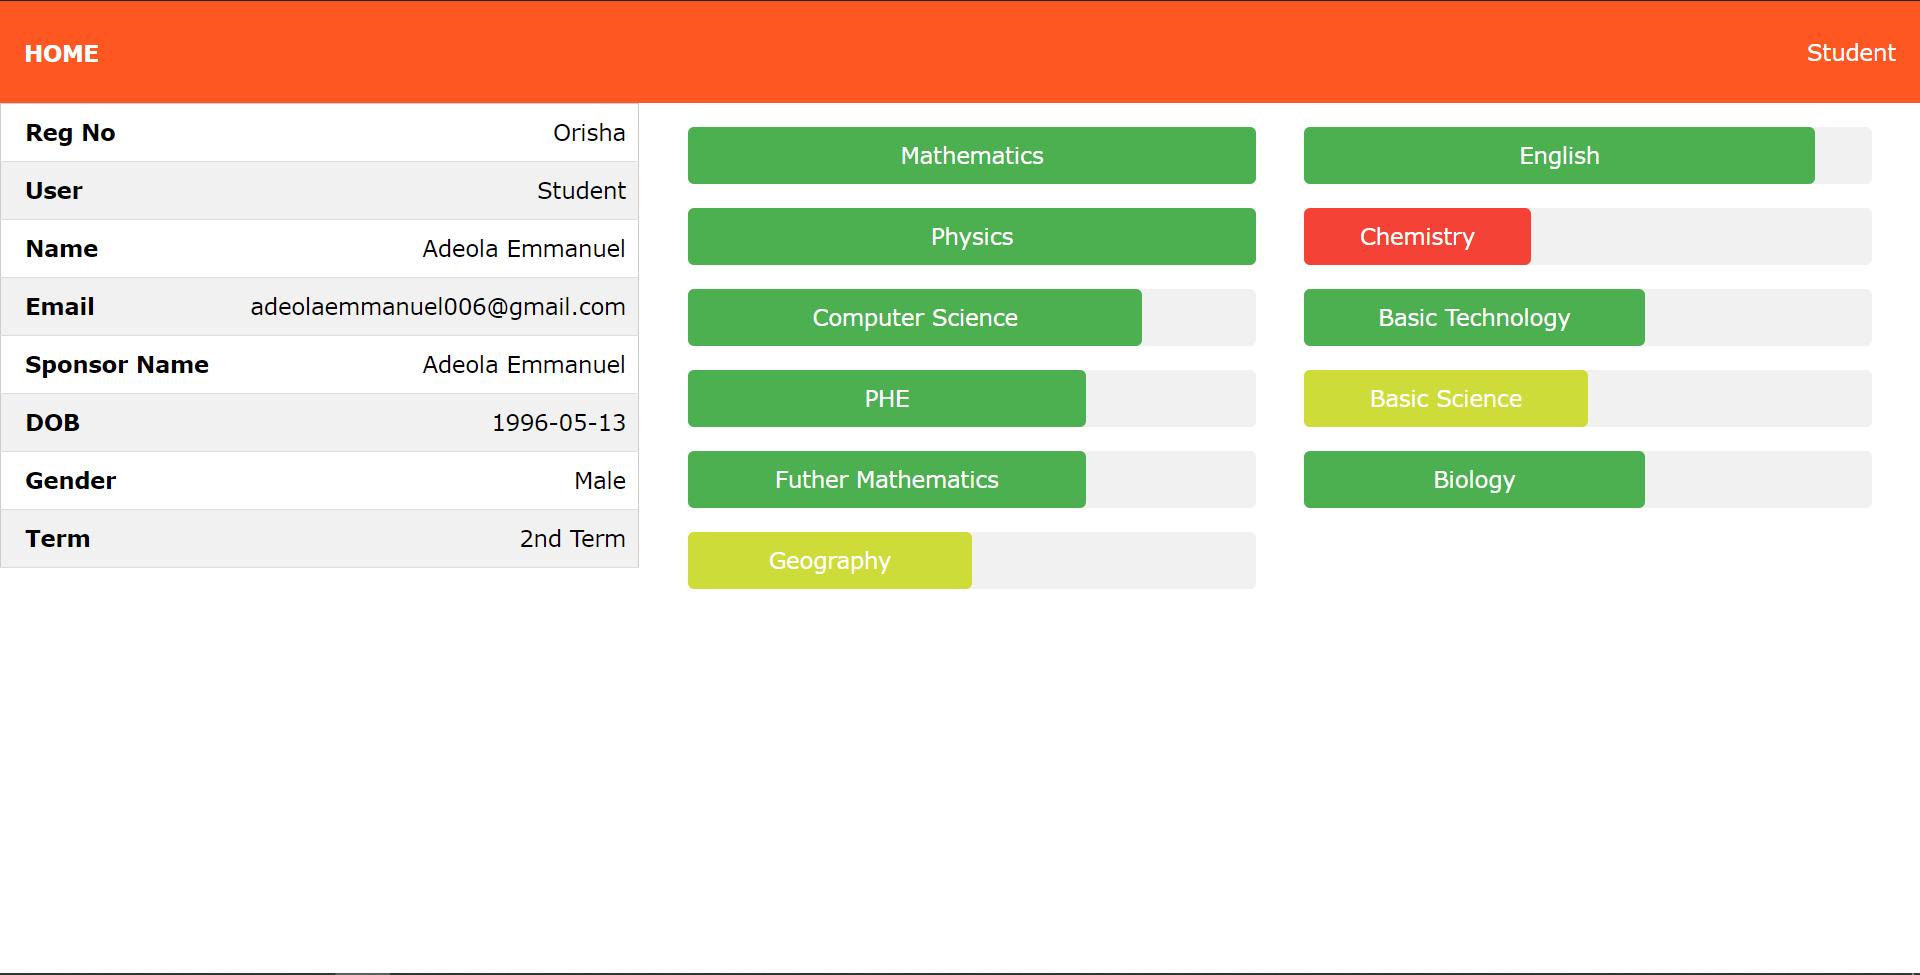 HOME
Student
Reg No Orisha
User Student
Name Adeola Emmanuel
Email adeolaemmanuel006@gmail.com
Sponsor Name Adeola Emmanuel
DOB 1996-05-13
Gender Male
Term 2nd Term
Mathematics
English
Physics
Chemistry
Computer Science
Basic Technology
PHE
Basic Science
Futher Mathematics
Biology
Geography